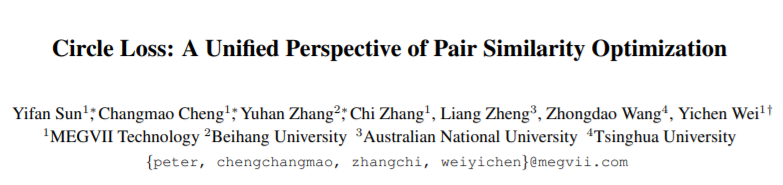 Circle Loss: A Unified Perspective of Pair Similarity Optimization
Yifan Sun¹*, Changmao Cheng¹*, Yuhan Zhang²*, Chi Zhang¹, Liang Zheng³, Zhongdao Wang⁴, Yichen Wei¹†
¹MEGVII Technology ²Beihang University ³Australian National University ⁴Tsinghua University
{peter, chengchangmao, zhangchi, weiyichen}@megvii.com